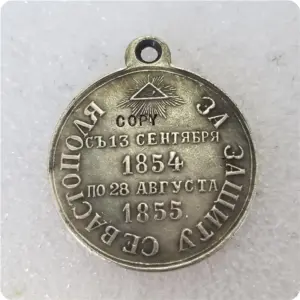 COPY
СЪ 13 СЕНТЯБРЯ
1854
ПО 28 АВГУСТА
1855.
ЗА ЗАЩИТУ СЕВАСТОПОЛЯ